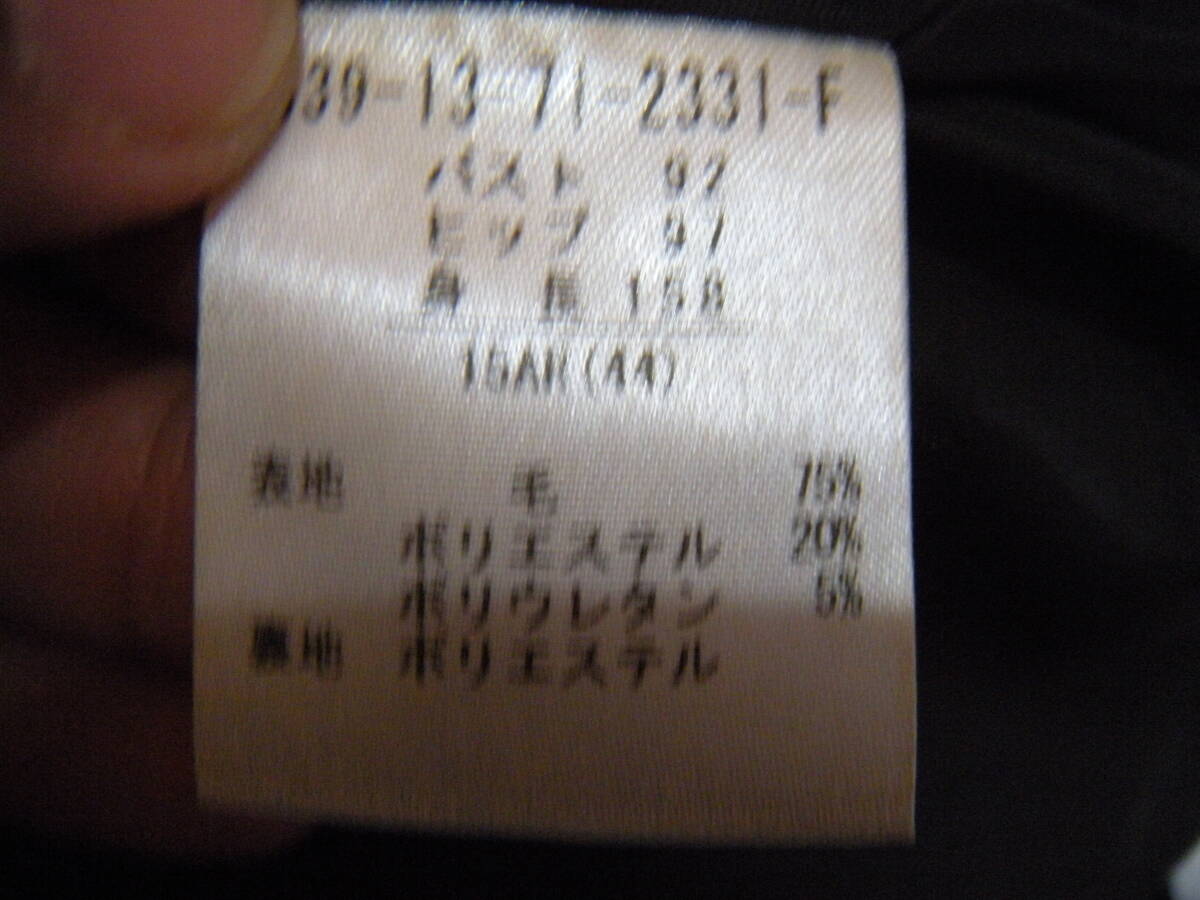 39-13-71-2331-F
バスト 92
ヒップ 97
身長 158
15AR(44)
表地 毛 75%
ポリエステル 20%
ポリウレタン 5%
裏地 ポリエステル